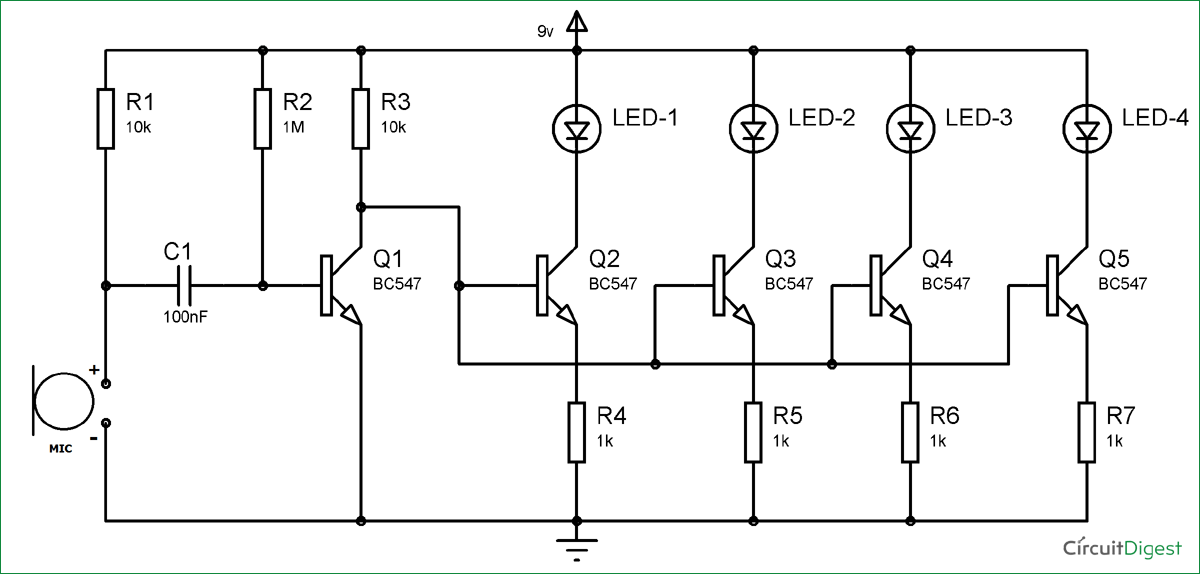 9v
R1
10k
R2
1M
R3
10k
LED-1
LED-2
LED-3
LED-4
C1
100nF
Q1
BC547
Q2
BC547
Q3
BC547
Q4
BC547
Q5
BC547
+
-
MIC
R4
1k
R5
1k
R6
1k
R7
1k
CircuitDigest